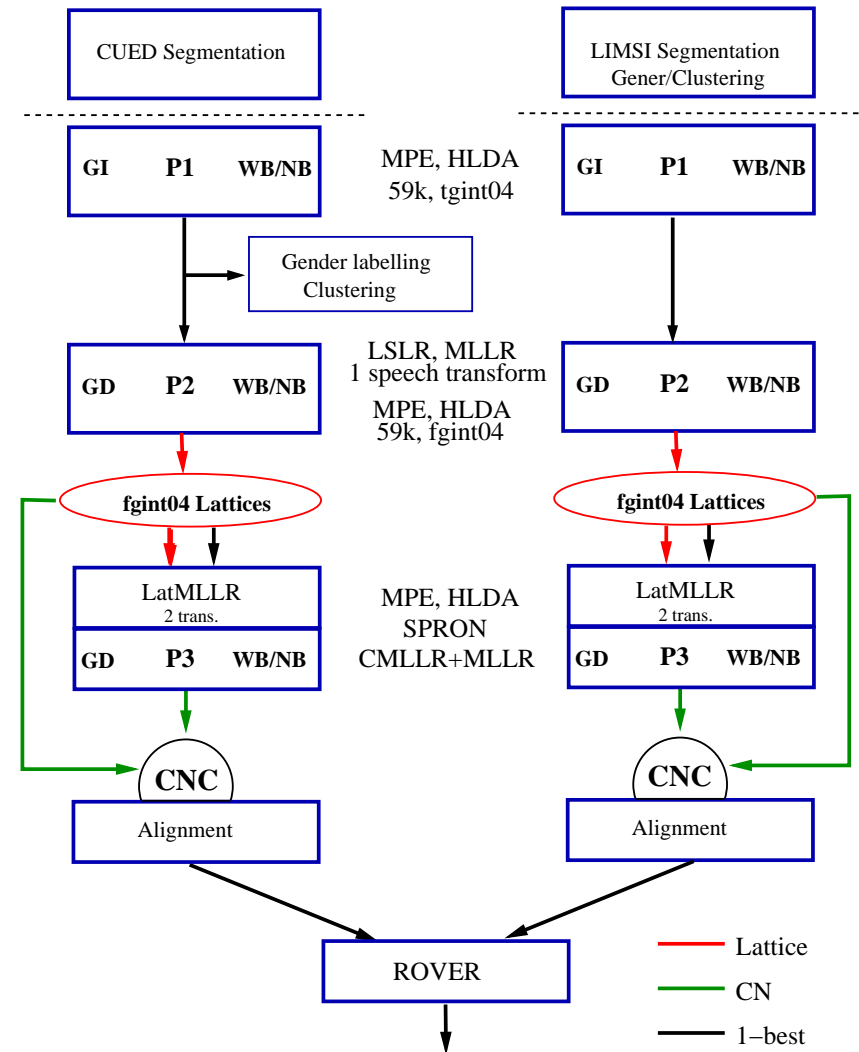 CUED Segmentation
LIMSI Segmentation
Gener/Clustering
GI P1 WB/NB
MPE, HLDA
59k, tgint04
GI P1 WB/NB
Gender labelling
Clustering
LSLR, MLLR
1 speech transform
MPE, HLDA
59k, fgint04
GD P2 WB/NB
GD P2 WB/NB
fgint04 Lattices
fgint04 Lattices
LatMLLR
2 trans.
LatMLLR
2 trans.
MPE, HLDA
SPRON
CMLLR+MLLR
GD P3 WB/NB
GD P3 WB/NB
CNC
CNC
Alignment
Alignment
ROVER
Lattice
CN
1−best